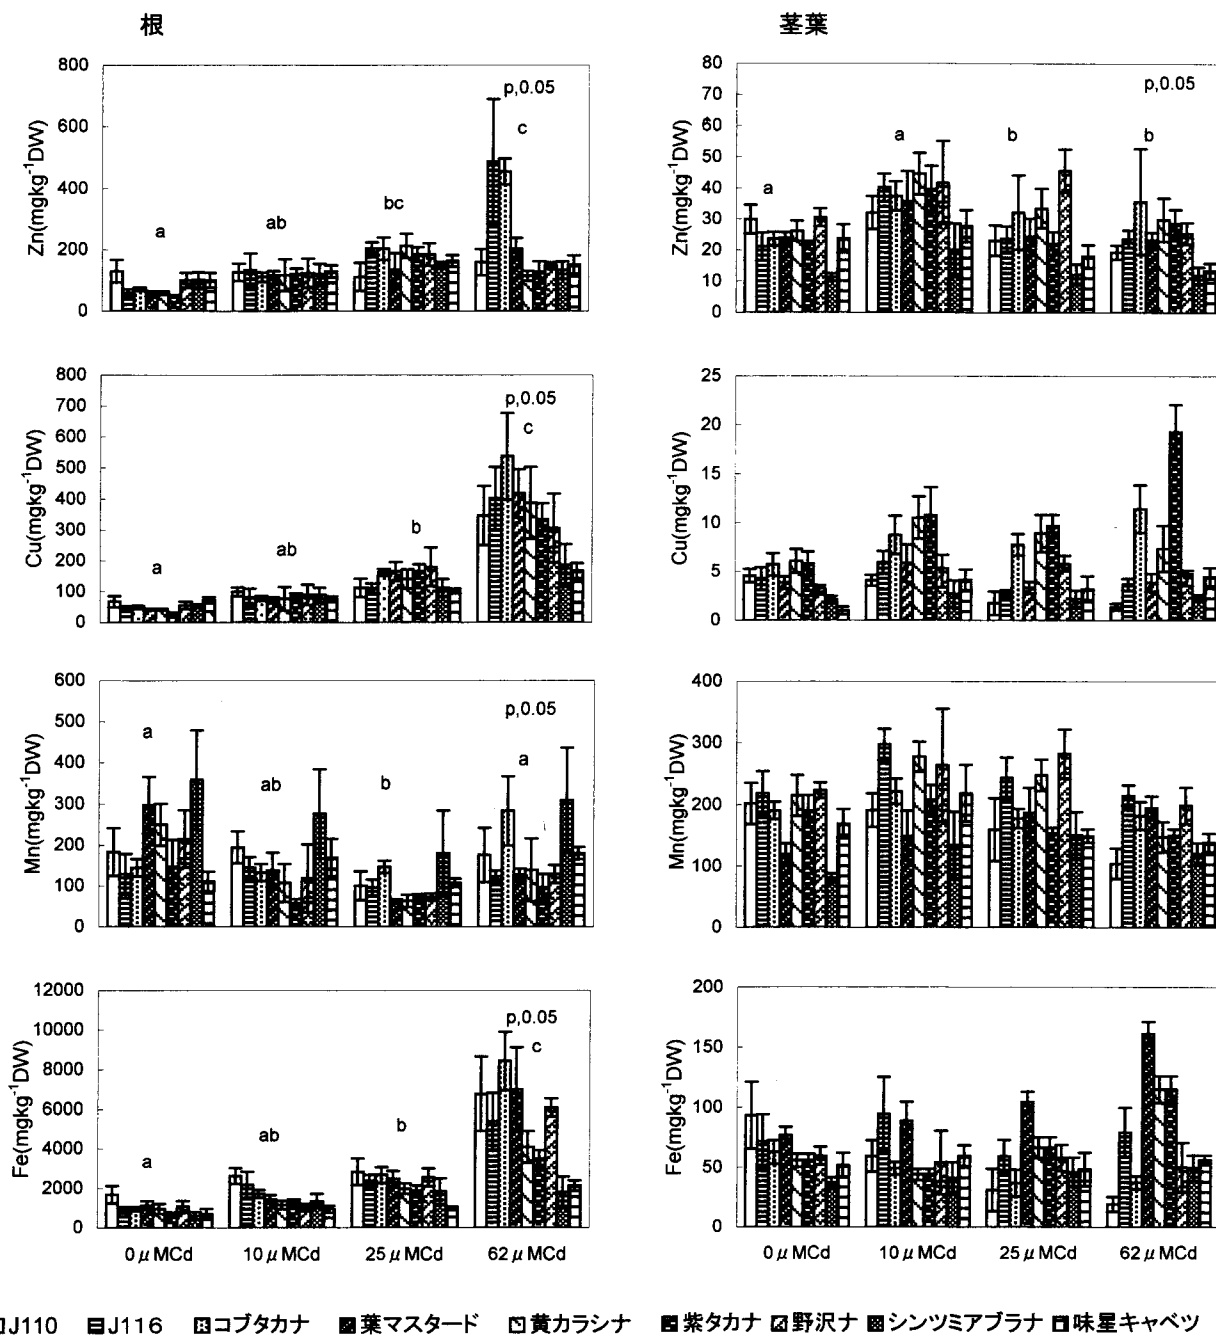 根
茎葉
800
600
400
200
0
Zn(mgkg-1DW)
a
ab
bc
p,0.05
c
80
70
60
50
40
30
20
10
0
Zn(mgkg-1DW)
a
a
b
p,0.05
b
800
700
600
500
400
300
200
100
0
Cu(mgkg-1DW)
a
ab
b
p,0.05
c
25
20
15
10
5
0
Cu(mgkg-1DW)
600
500
400
300
200
100
0
Mn(mgkg-1DW)
a
ab
b
p,0.05
a
400
300
200
100
0
Mn(mgkg-1DW)
12000
10000
8000
6000
4000
2000
0
Fe(mgkg-1DW)
a
ab
b
p,0.05
c
0μMCd 10μMCd 25μMCd 62μMCd
200
150
100
50
0
Fe(mgkg-1DW)
0μMCd 10μMCd 25μMCd 62μMCd
J110 J116 コブタカナ 葉マスタード 黄カラシナ 紫タカナ 野沢ナ シンツミアブラナ 味星キャベツ